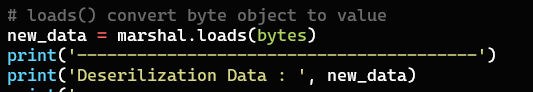 # loads() convert byte object to value
new_data = marshal.loads(bytes)
print('----------------------------------------')
print('Deserilization Data : ', new_data)